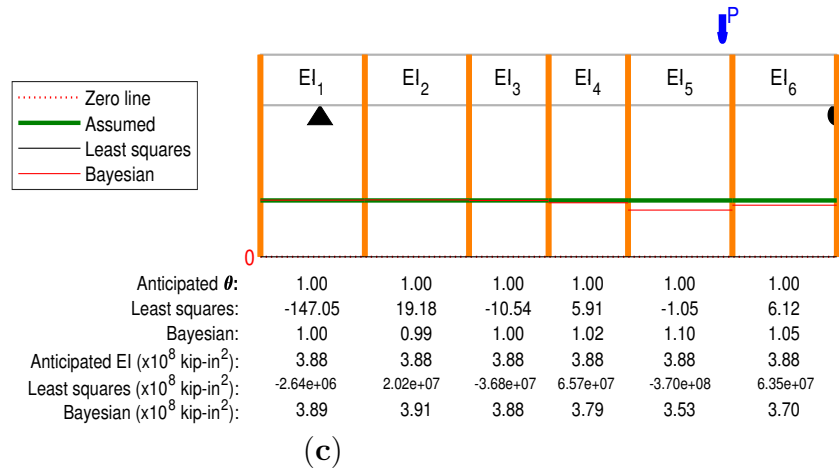 P
EI1 EI2 EI3 EI4 EI5 EI6
Zero line
Assumed
Least squares
Bayesian
0
Anticipated θ: 1.00 1.00 1.00 1.00 1.00 1.00
Least squares: -147.05 19.18 -10.54 5.91 -1.05 6.12
Bayesian: 1.00 0.99 1.00 1.02 1.10 1.05
Anticipated EI (x10^8 kip-in^2): 3.88 3.88 3.88 3.88 3.88 3.88
Least squares (x10^8 kip-in^2): -2.64e+06 2.02e+07 -3.68e+07 6.57e+07 -3.70e+08 6.35e+07
Bayesian (x10^8 kip-in^2): 3.89 3.91 3.88 3.79 3.53 3.70
(c)